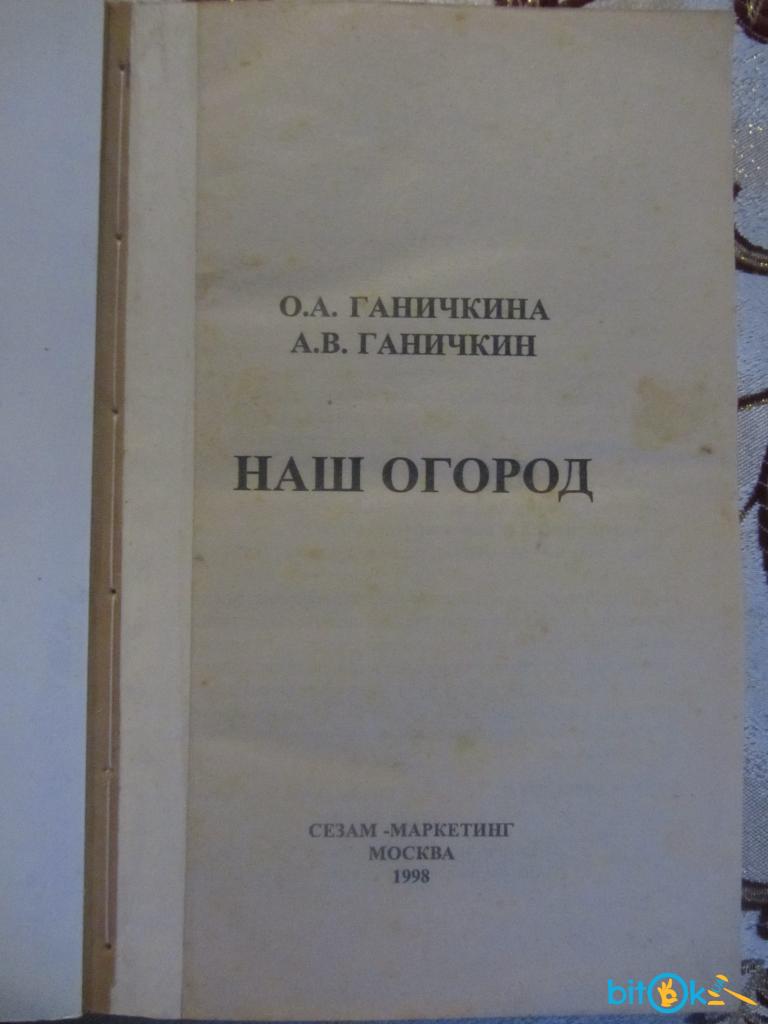 О.А. ГАНИЧКИНА
А.В. ГАНИЧКИН
НАШ ОГОРОД
СЕЗАМ -МАРКЕТИНГ
МОСКВА
1998
bitOk